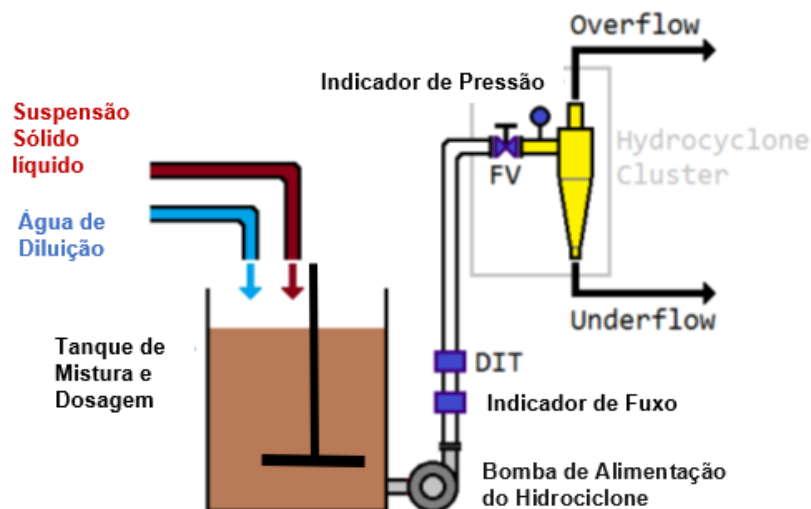 Overflow
Indicador de Pressão
Suspensão
Sólido
líquido
Hydrocyclone
Cluster
FV
Água de
Diluição
Underflow
Tanque de
Mistura e
Dosagem
DIT
Indicador de Fuxo
Bomba de Alimentação
do Hidrociclone